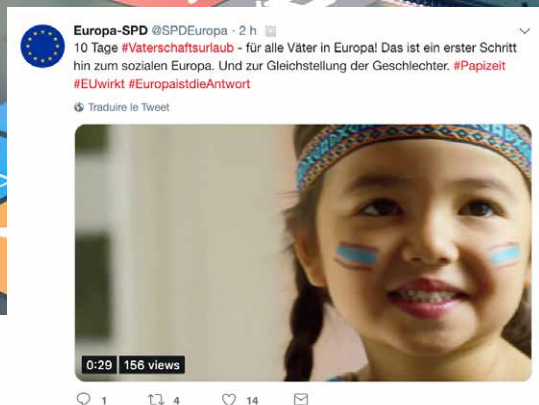 Europa-SPD @SPDEuropa · 2 h
10 Tage #Vaterschaftsurlaub - für alle Väter in Europa! Das ist ein erster Schritt
hin zum sozialen Europa. Und zur Gleichstellung der Geschlechter. #Papizeit
#EUwirkt #EuropaistdieAntwort
Traduire le Tweet
0:29 156 views
1 4 14